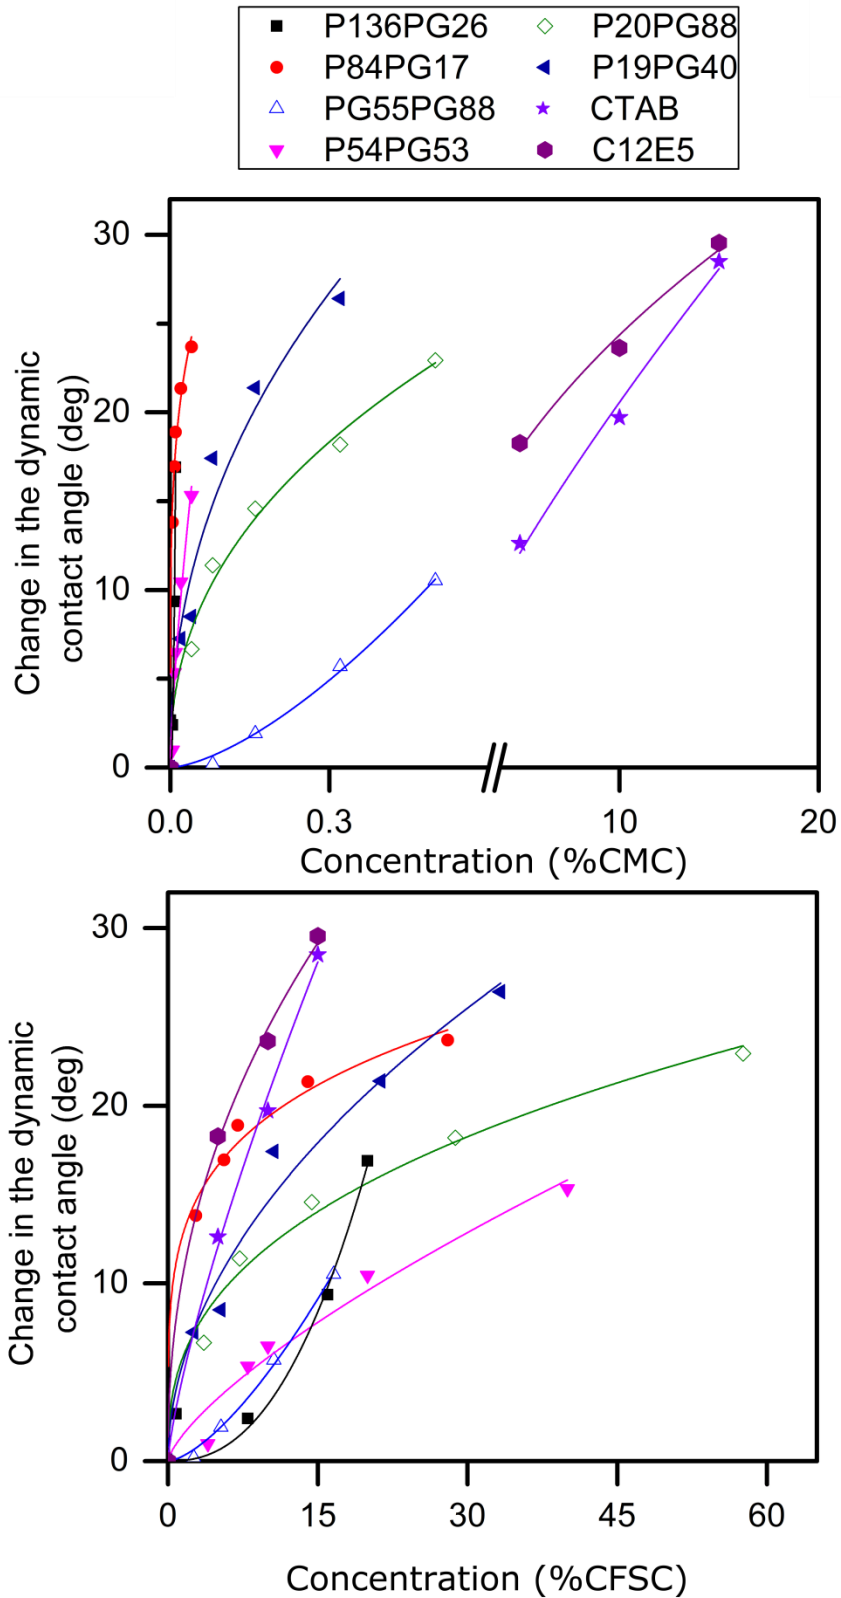 P136PG26 P20PG88
P84PG17 P19PG40
PG55PG88 CTAB
P54PG53 C12E5
Change in the dynamic
contact angle (deg)
30
20
10
0
0.0 0.3 10 20
Concentration (%CMC)
Change in the dynamic
contact angle (deg)
30
20
10
0
0 15 30 45 60
Concentration (%CFSC)